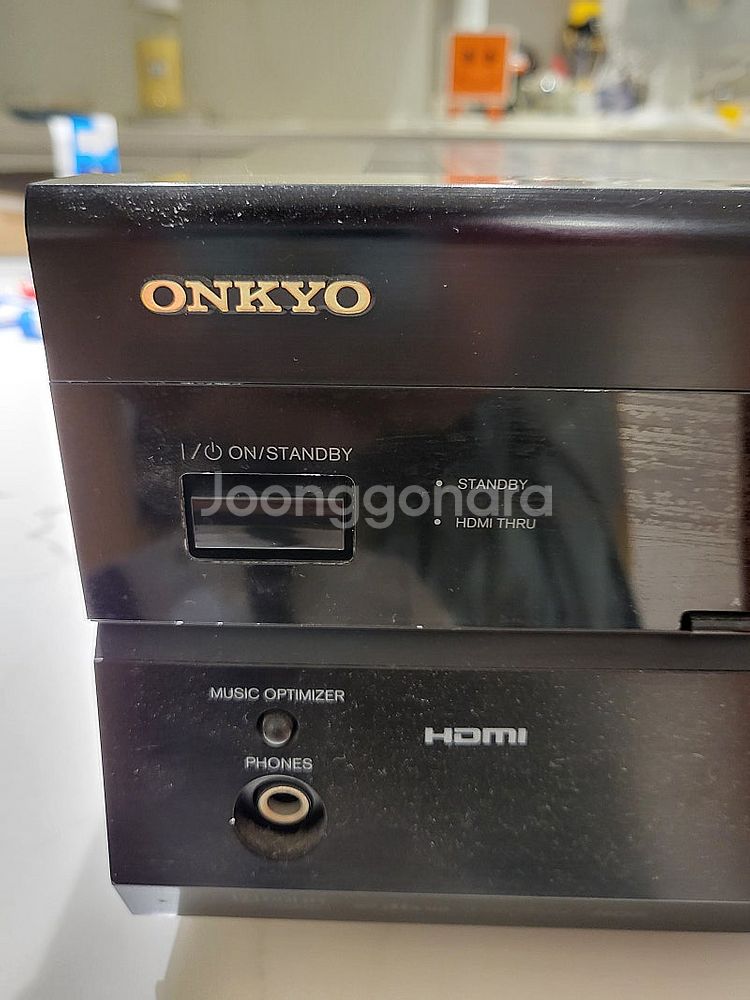 ONKYO
|/⏻ ON/STANDBY
Joonggonara
STANDBY
HDMI THRU
MUSIC OPTIMIZER
HDMI
PHONES